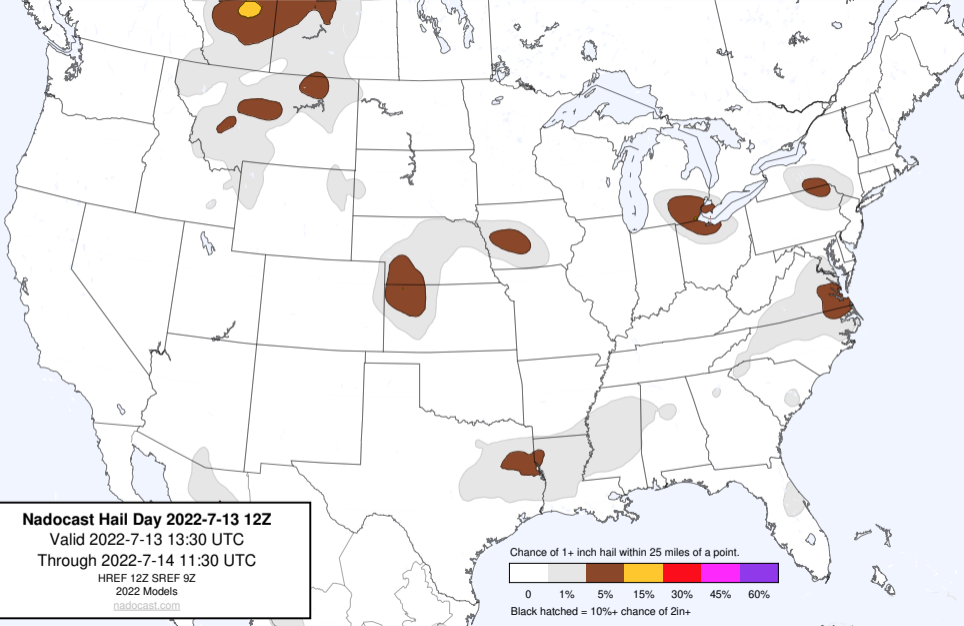 Nadocast Hail Day 2022-7-13 12Z
Valid 2022-7-13 13:30 UTC
Through 2022-7-14 11:30 UTC
HREF 12Z SREF 9Z
2022 Models
nadocast.com
Chance of 1+ inch hail within 25 miles of a point.
0 1% 5% 15% 30% 45% 60%
Black hatched = 10%+ chance of 2in+